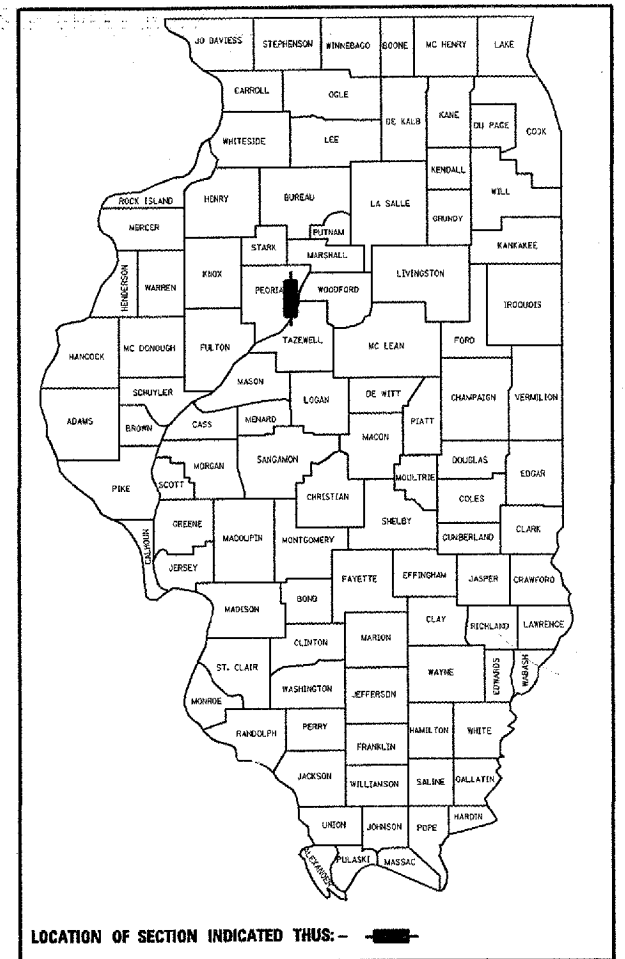 JO DAVIESS STEPHENSON WINNEBAGO BOONE MC HENRY LAKE
CARROLL OGLE DE KALB KANE DU PAGE COOK
WHITESIDE LEE KENDALL WILL
ROCK ISLAND HENRY BUREAU LA SALLE GRUNDY
MERCER PUTNAM KANKAKEE
STARK MARSHALL
HENDERSON WARREN KNOX PEORIA WOODFORD LIVINGSTON IROQUOIS
HANCOCK MC DONOUGH FULTON TAZEWELL MC LEAN FORD
SCHUYLER MASON LOGAN DE WITT CHAMPAIGN VERMILION
ADAMS BROWN CASS MENARD MACON PIATT
PIKE SCOTT MORGAN SANGAMON MOULTRIE DOUGLAS EDGAR
CHRISTIAN COLES
CALHOUN GREENE MACOUPIN MONTGOMERY SHELBY CUMBERLAND CLARK
JERSEY FAYETTE EFFINGHAM JASPER CRAWFORD
MADISON BOND CLAY RICHLAND LAWRENCE
CLINTON MARION
ST. CLAIR WASHINGTON JEFFERSON WAYNE EDWARDS WABASH
MONROE
RANDOLPH PERRY FRANKLIN HAMILTON WHITE
JACKSON WILLIAMSON SALINE GALLATIN
UNION JOHNSON POPE HARDIN
ALEXANDER PULASKI MASSAC
LOCATION OF SECTION INDICATED THUS:-